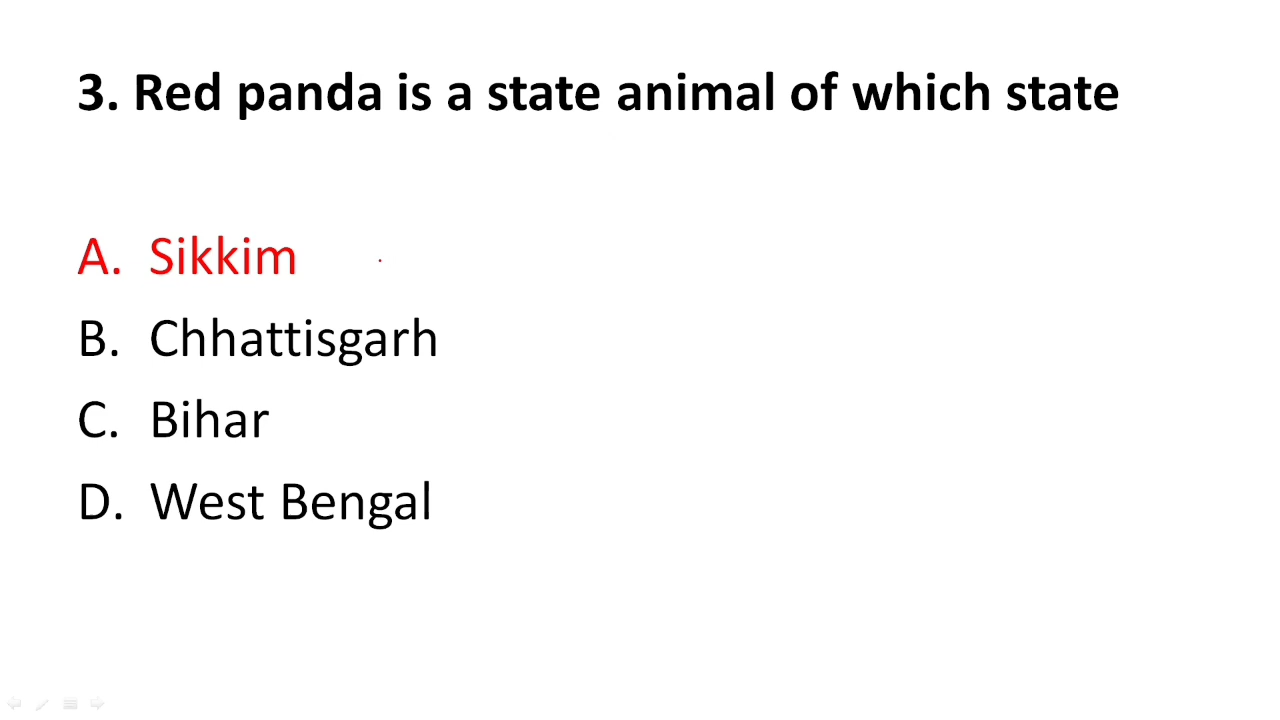 3. Red panda is a state animal of which state
A. Sikkim
B. Chhattisgarh
C. Bihar
D. West Bengal